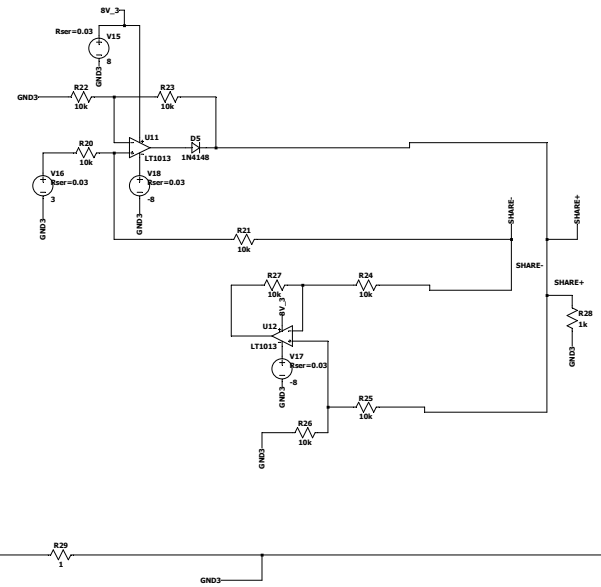 8V_3
Rser=0.03
V15
8
GND3
R22
10k
R23
10k
GND3
U11
LT1013
D5
1N4148
R20
10k
V16
Rser=0.03
3
GND3
V18
Rser=0.03
-8
GND3
R21
10k
SHARE-
SHARE+
SHARE-
SHARE+
R27
10k
R24
10k
8V_3
U12
LT1013
V17
Rser=0.03
-8
GND3
R28
1k
GND3
R25
10k
R26
10k
GND3
R29
1
GND3